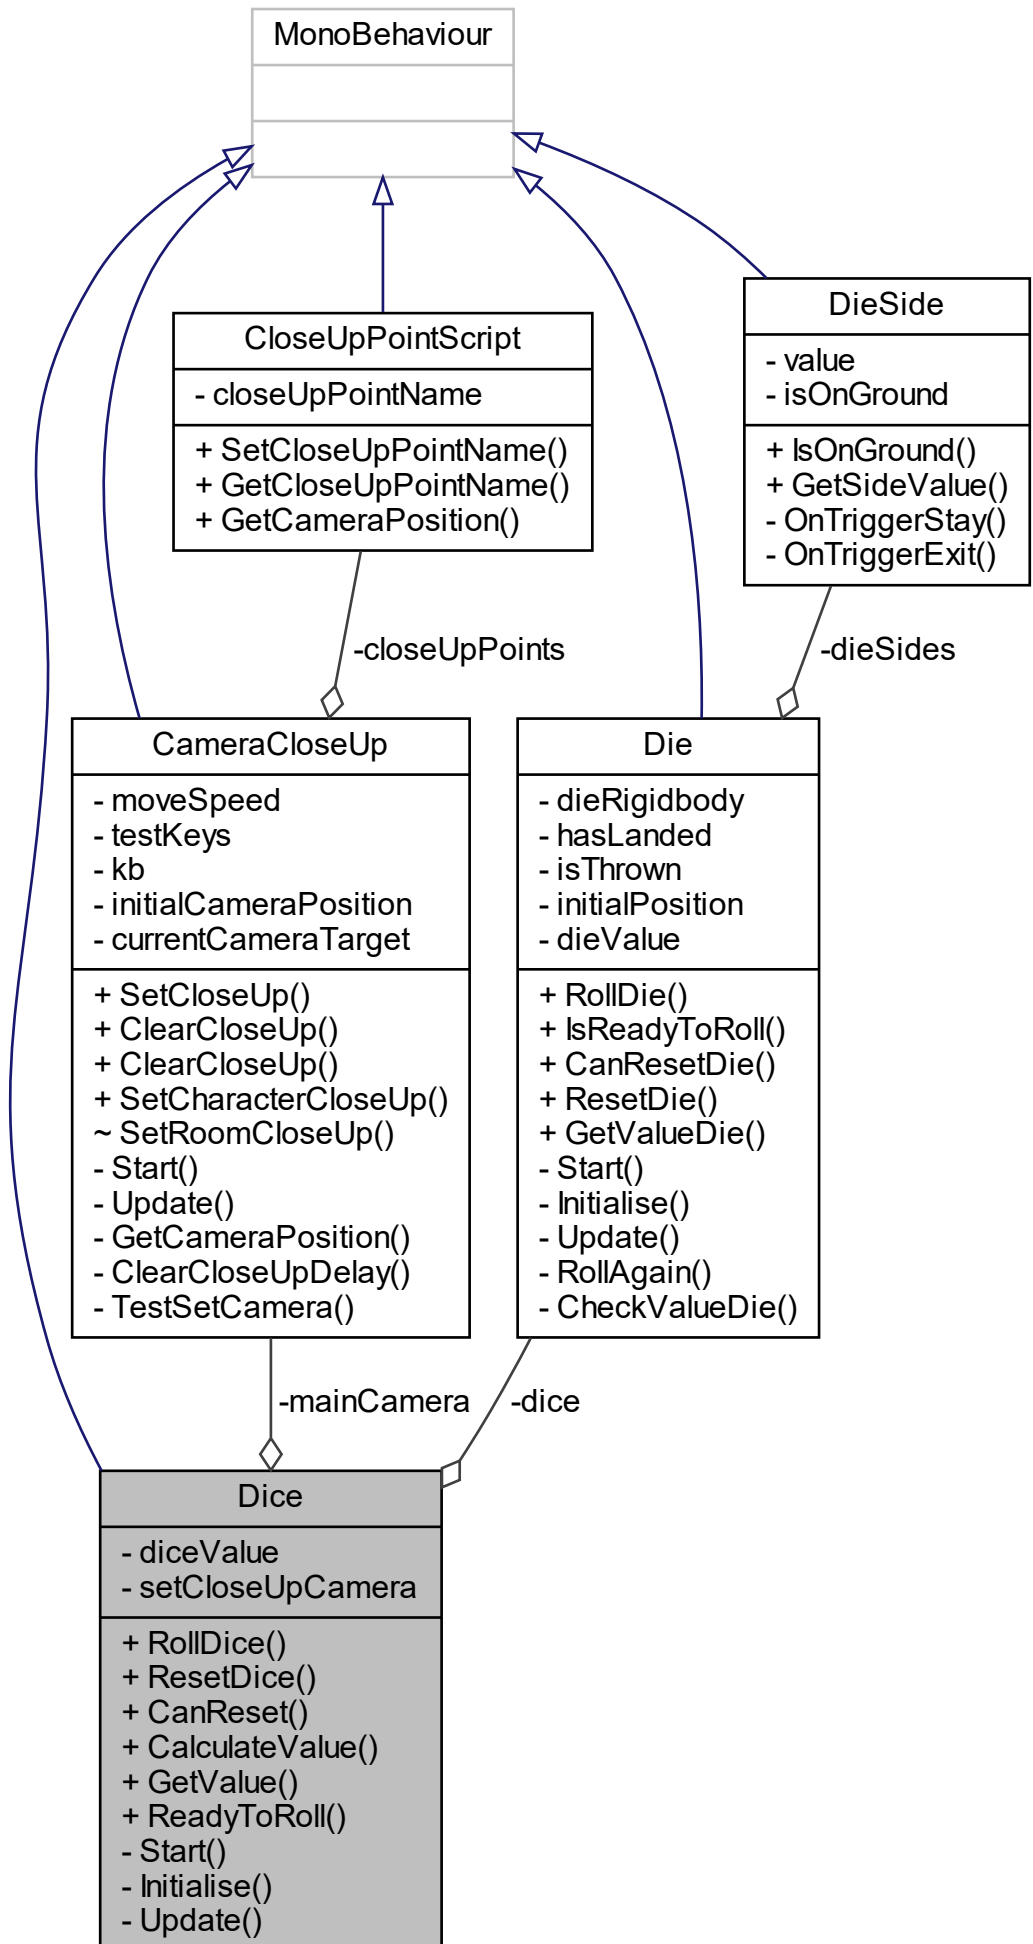 MonoBehaviour
CloseUpPointScript
- closeUpPointName
+ SetCloseUpPointName()
+ GetCloseUpPointName()
+ GetCameraPosition()
DieSide
- value
- isOnGround
+ IsOnGround()
+ GetSideValue()
- OnTriggerStay()
- OnTriggerExit()
-closeUpPoints
-dieSides
CameraCloseUp
- moveSpeed
- testKeys
- kb
- initialCameraPosition
- currentCameraTarget
+ SetCloseUp()
+ ClearCloseUp()
+ ClearCloseUp()
+ SetCharacterCloseUp()
~ SetRoomCloseUp()
- Start()
- Update()
- GetCameraPosition()
- ClearCloseUpDelay()
- TestSetCamera()
Die
- dieRigidbody
- hasLanded
- isThrown
- initialPosition
- dieValue
+ RollDie()
+ IsReadyToRoll()
+ CanResetDie()
+ ResetDie()
+ GetValueDie()
- Start()
- Initialise()
- Update()
- RollAgain()
- CheckValueDie()
-mainCamera
-dice
Dice
- diceValue
- setCloseUpCamera
+ RollDice()
+ ResetDice()
+ CanReset()
+ CalculateValue()
+ GetValue()
+ ReadyToRoll()
- Start()
- Initialise()
- Update()